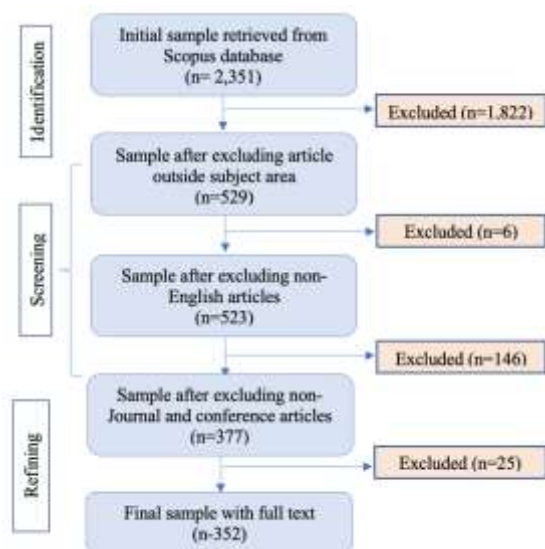 Identification
Initial sample retrieved from
Scopus database
(n= 2,351)
Excluded (n=1,822)
Screening
Sample after excluding article
outside subject area
(n=529)
Excluded (n=6)
Sample after excluding non-
English articles
(n=523)
Excluded (n=146)
Sample after excluding non-
Journal and conference articles
(n=377)
Refining
Excluded (n=25)
Final sample with full text
(n-352)